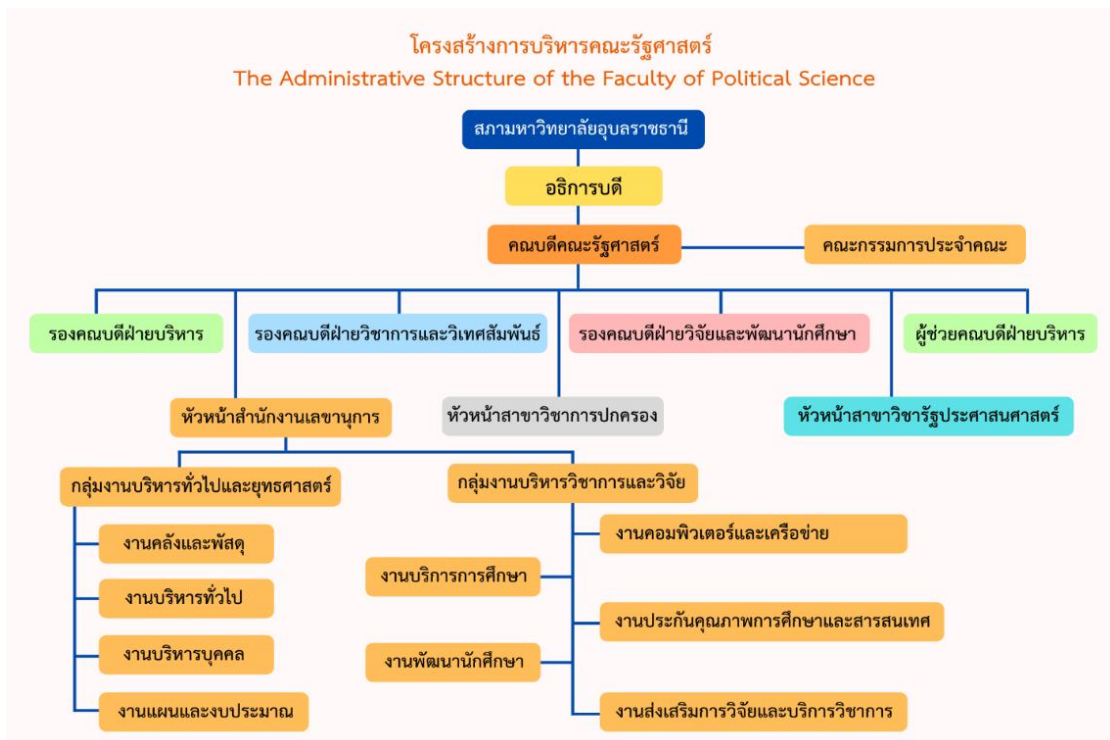 โครงสร้างการบริหารคณะรัฐศาสตร์
The Administrative Structure of the Faculty of Political Science
สภามหาวิทยาลัยอุบลราชธานี
อธิการบดี
คณบดีคณะรัฐศาสตร์
คณะกรรมการประจำคณะ
รองคณบดีฝ่ายบริหาร
รองคณบดีฝ่ายวิชาการและวิเทศสัมพันธ์
รองคณบดีฝ่ายวิจัยและพัฒนานักศึกษา
ผู้ช่วยคณบดีฝ่ายบริหาร
หัวหน้าสำนักงานเลขานุการ
หัวหน้าสาขาวิชาการปกครอง
หัวหน้าสาขาวิชารัฐประศาสนศาสตร์
กลุ่มงานบริหารทั่วไปและยุทธศาสตร์
กลุ่มงานบริหารวิชาการและวิจัย
งานคลังและพัสดุ
งานบริหารทั่วไป
งานบริหารบุคคล
งานแผนและงบประมาณ
งานคอมพิวเตอร์และเครือข่าย
งานบริการการศึกษา
งานประกันคุณภาพการศึกษาและสารสนเทศ
งานพัฒนานักศึกษา
งานส่งเสริมการวิจัยและบริการวิชาการ